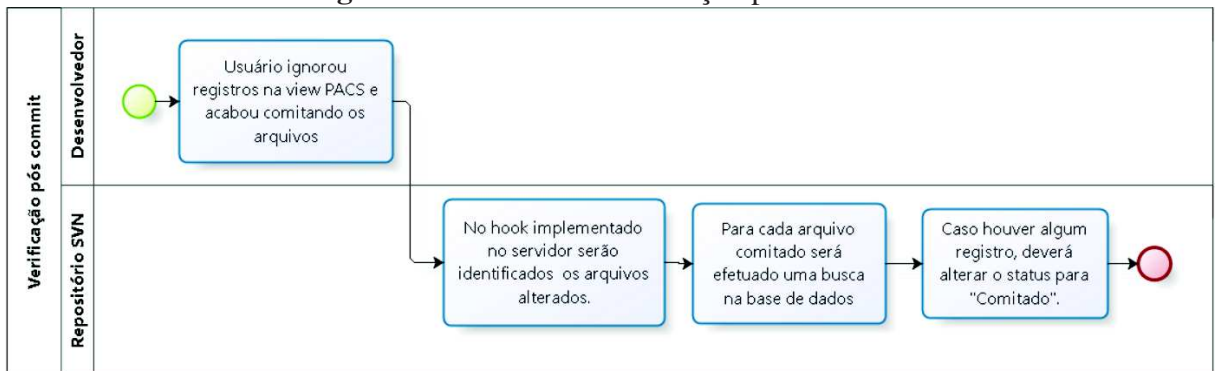 Verificação pós commit
Desenvolvedor
Usuário ignorou
registros na view PACS e
acabou comitando os
arquivos
Repositório SVN
No hook implementado
no servidor serão
identificados os arquivos
alterados.
Para cada arquivo
comitado será
efetuado uma busca
na base de dados
Caso houver algum
registro, deverá
alterar o status para
"Comitado".